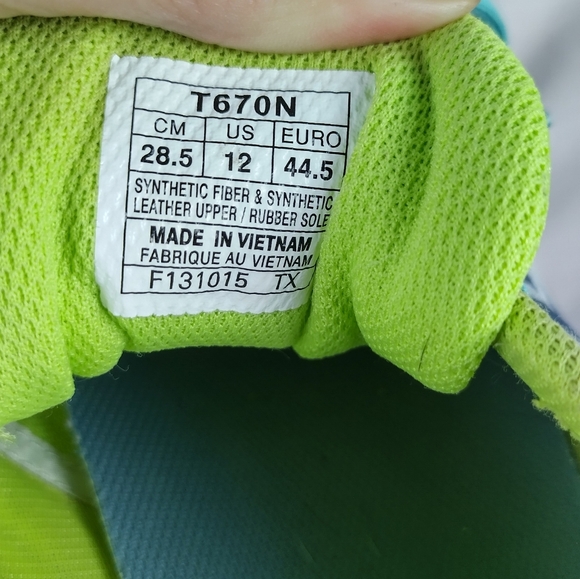 T670N
CM US EURO
28.5 12 44.5
SYNTHETIC FIBER & SYNTHETIC
LEATHER UPPER / RUBBER SOLE
MADE IN VIETNAM
FABRIQUE AU VIETNAM
F131015 TX